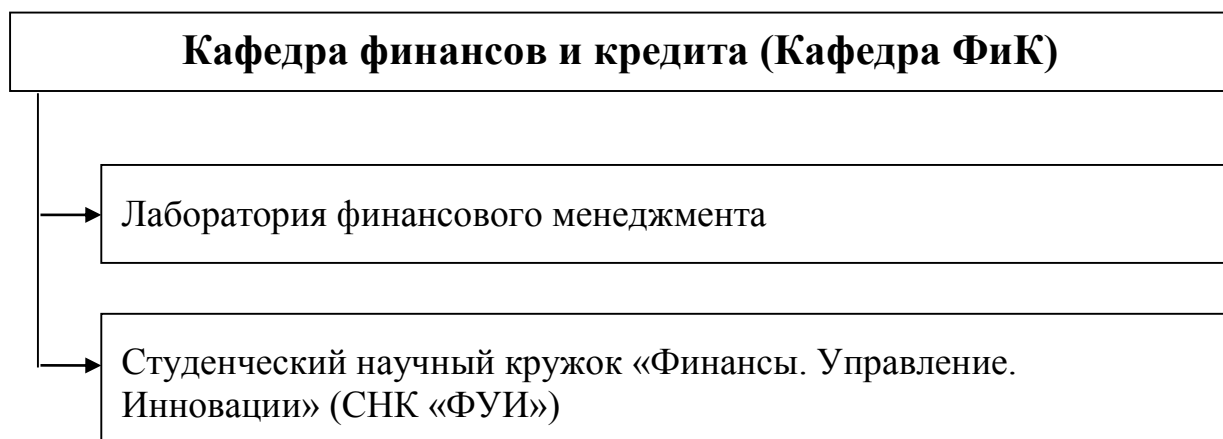 Кафедра финансов и кредита (Кафедра ФиК)
Лаборатория финансового менеджмента
Студенческий научный кружок «Финансы. Управление.
Инновации» (СНК «ФУИ»)